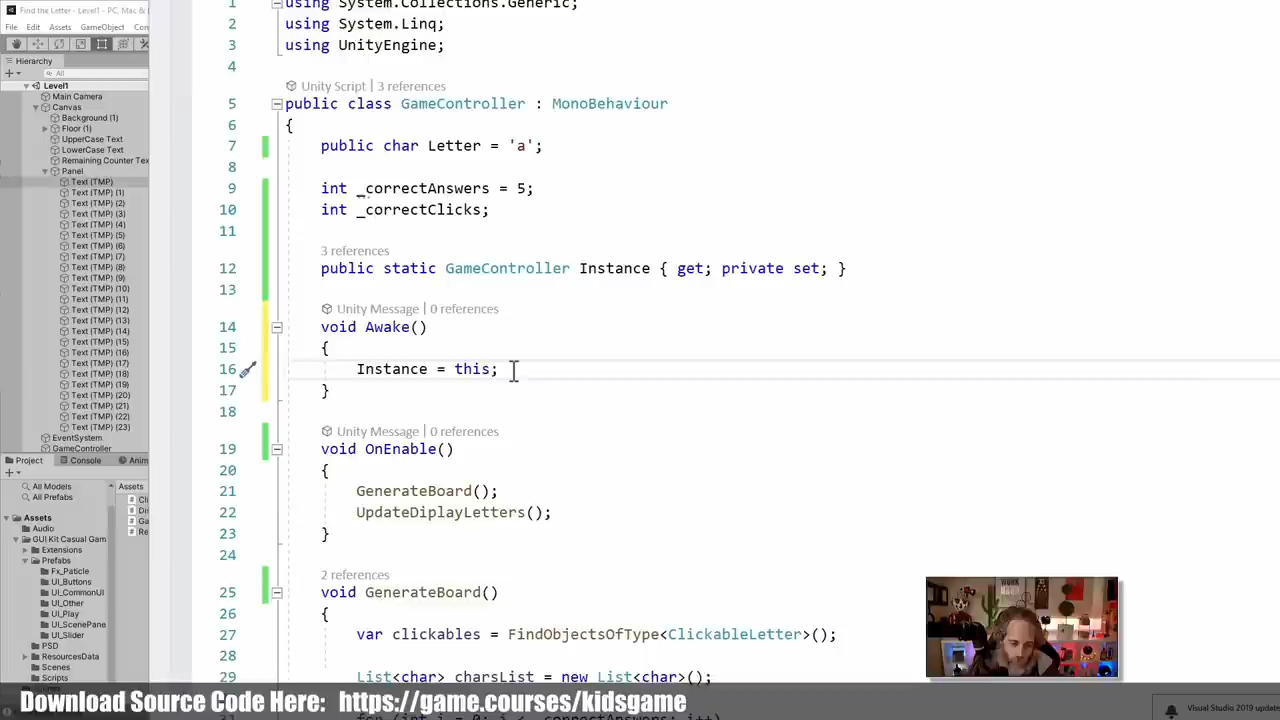 Find the Letter - Level1 - PC, Mac &
File Edit Assets GameObject
Hierarchy
All
Level1
Main Camera
Canvas
Background (1)
Floor (1)
UpperCase Text
LowerCase Text
Remaining Counter Te
Panel
Text (TMP)
Text (TMP) (1)
Text (TMP) (2)
Text (TMP) (3)
Text (TMP) (4)
Text (TMP) (5)
Text (TMP) (6)
Text (TMP) (7)
Text (TMP) (8)
Text (TMP) (9)
Text (TMP) (10)
Text (TMP) (11)
Text (TMP) (12)
Text (TMP) (13)
Text (TMP) (14)
Text (TMP) (15)
Text (TMP) (16)
Text (TMP) (17)
Text (TMP) (18)
Text (TMP) (19)
Text (TMP) (20)
Text (TMP) (21)
Text (TMP) (22)
Text (TMP) (23)
EventSystem
GameController
Project Console Anim
All Models
All Prefabs
Assets
Audio
GUI Kit Casual Gam
Extensions
Prefabs
Fx_Paticle
UI_Buttons
UI_CommonUI
UI_Other
UI_Play
UI_ScenePane
UI_Slider
PSD
ResourcesData
Scenes
Scripts
Assets
1 using System.Collections.Generic;
2 using System.Linq;
3 using UnityEngine;
4
Unity Script | 3 references
5 public class GameController : MonoBehaviour
6 {
7 public char Letter = 'a';
8
9 int _correctAnswers = 5;
10 int _correctClicks;
11
3 references
12 public static GameController Instance { get; private set; }
13
Unity Message | 0 references
14 void Awake()
15 {
16 Instance = this;
17 }
18
Unity Message | 0 references
19 void OnEnable()
20 {
21 GenerateBoard();
22 UpdateDiplayLetters();
23 }
24
2 references
25 void GenerateBoard()
26 {
27 var clickables = FindObjectsOfType<ClickableLetter>();
28
29 List<char> charsList = new List<char>();
Download Source Code Here: https://game.courses/kidsgame
Visual Studio 2019 update